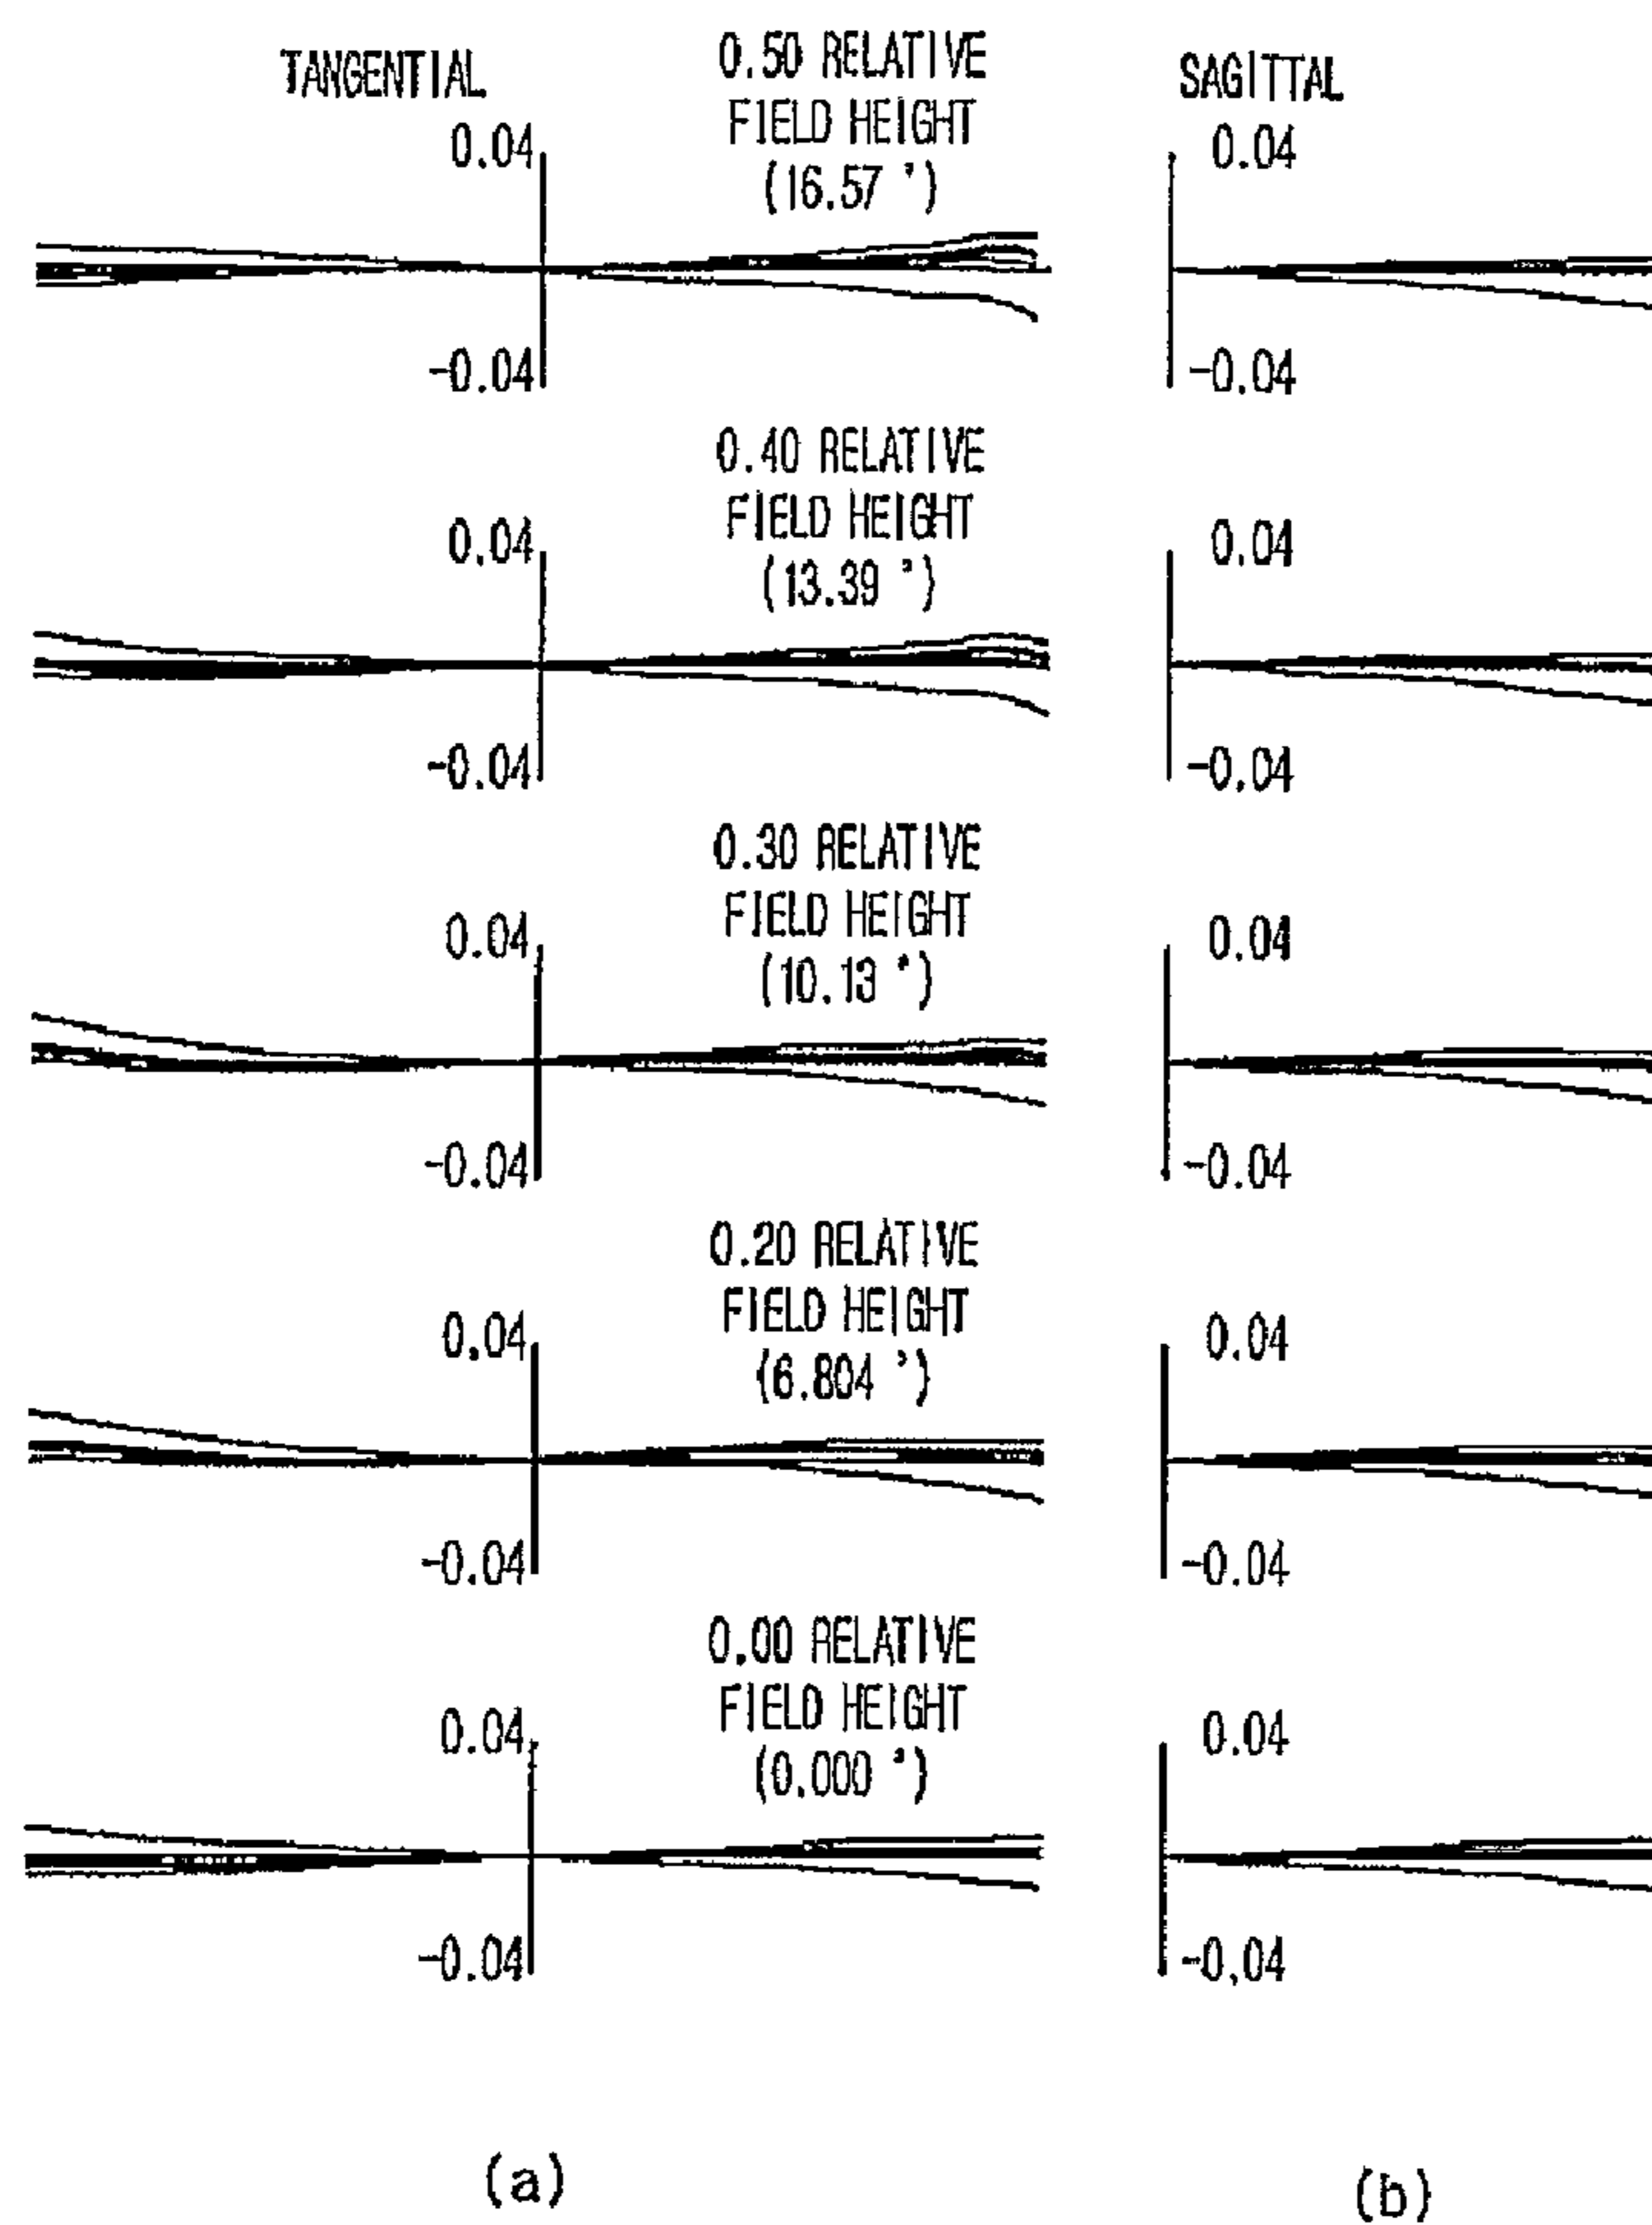 TANGENTIAL
0.50 RELATIVE
FIELD HEIGHT
(16.57 °)
SAGITTAL
0.04
0.04
-0.04
-0.04
0.40 RELATIVE
FIELD HEIGHT
(13.39 °)
0.04
0.04
-0.04
-0.04
0.30 RELATIVE
FIELD HEIGHT
(10.13 °)
0.04
0.04
-0.04
-0.04
0.20 RELATIVE
FIELD HEIGHT
(6.804 °)
0.04
0.04
-0.04
-0.04
0.00 RELATIVE
FIELD HEIGHT
(0.000 °)
0.04
0.04
-0.04
-0.04
(a)
(b)